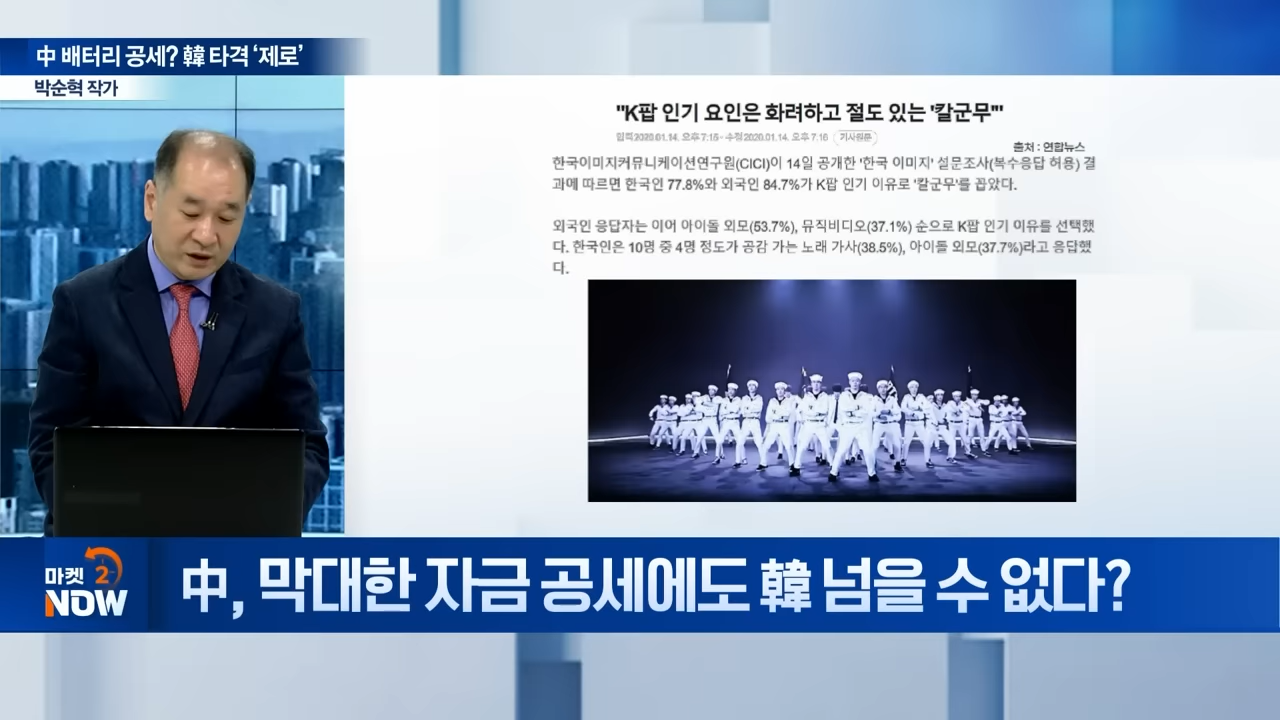 中 배터리 공세? 韓 타격 ‘제로’
박순혁 작가
"K팝 인기 요인은 화려하고 절도 있는 '칼군무'"
입력2020.01.14. 오후 7:15 · 수정2020.01.14. 오후 7:16 기사원문
출처 : 연합뉴스
한국이미지커뮤니케이션연구원(CICI)이 14일 공개한 '한국 이미지' 설문조사(복수응답 허용) 결
과에 따르면 한국인 77.8%와 외국인 84.7%가 K팝 인기 이유로 '칼군무'를 꼽았다.
외국인 응답자는 이어 아이돌 외모(53.7%), 뮤직비디오(37.1%) 순으로 K팝 인기 이유를 선택했
다. 한국인은 10명 중 4명 정도가 공감 가는 노래 가사(38.5%), 아이돌 외모(37.7%)라고 응답했
다.
마켓 2
NOW
中, 막대한 자금 공세에도 韓 넘을 수 없다?